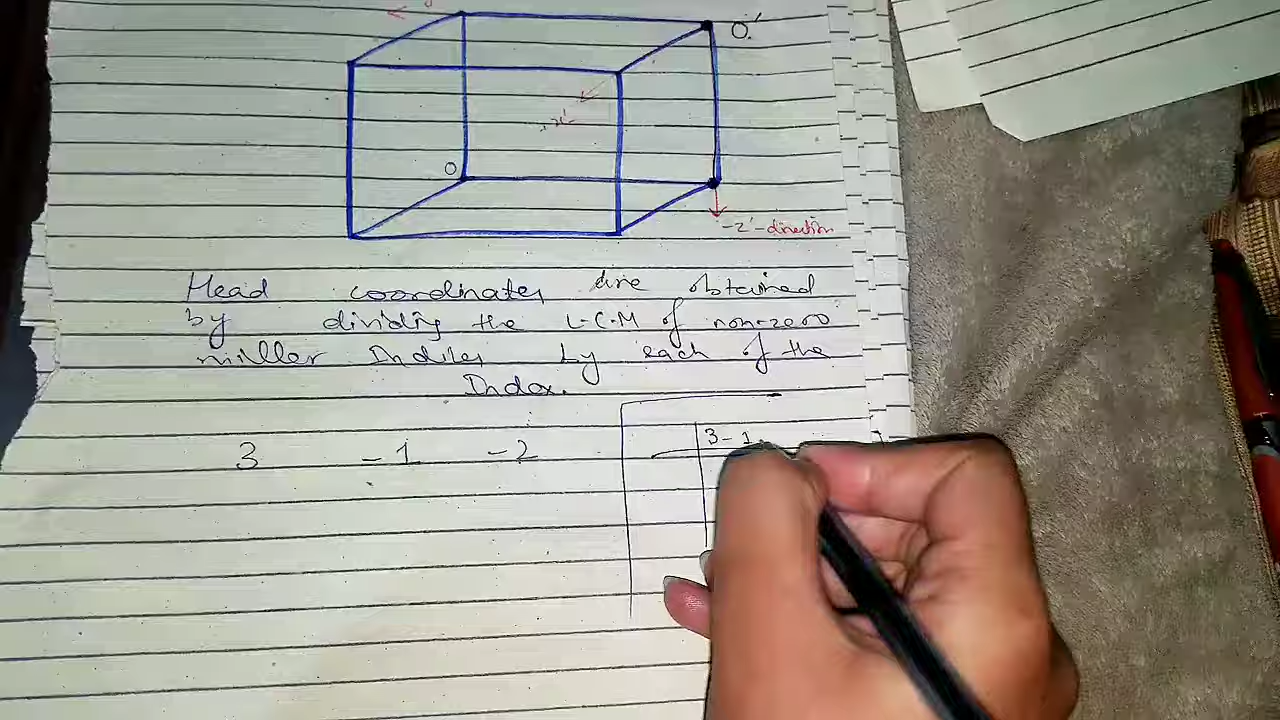 O'
- x'
O
-z'-direction
Head coordinates are obtained
by dividing the L.C.M of non-zero
miller Indices by each of the
Index.
3 -1 -2
3 - 1